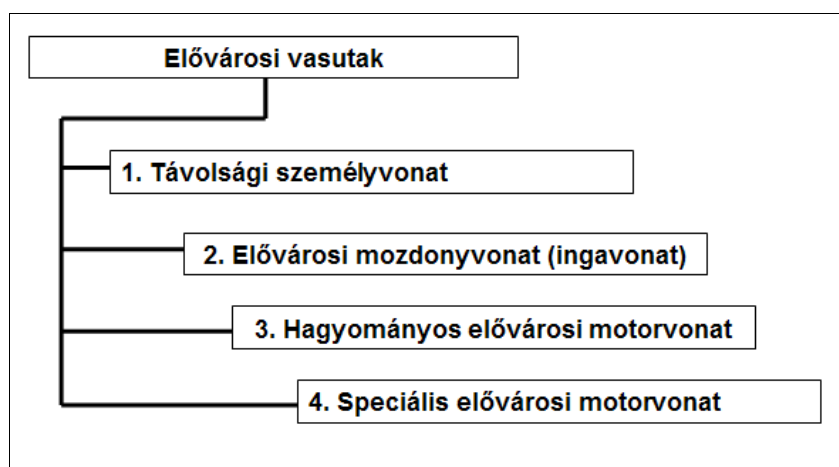 Elővárosi vasutak
1. Távolsági személyvonat
2. Elővárosi mozdonyvonat (ingavonat)
3. Hagyományos elővárosi motorvonat
4. Speciális elővárosi motorvonat